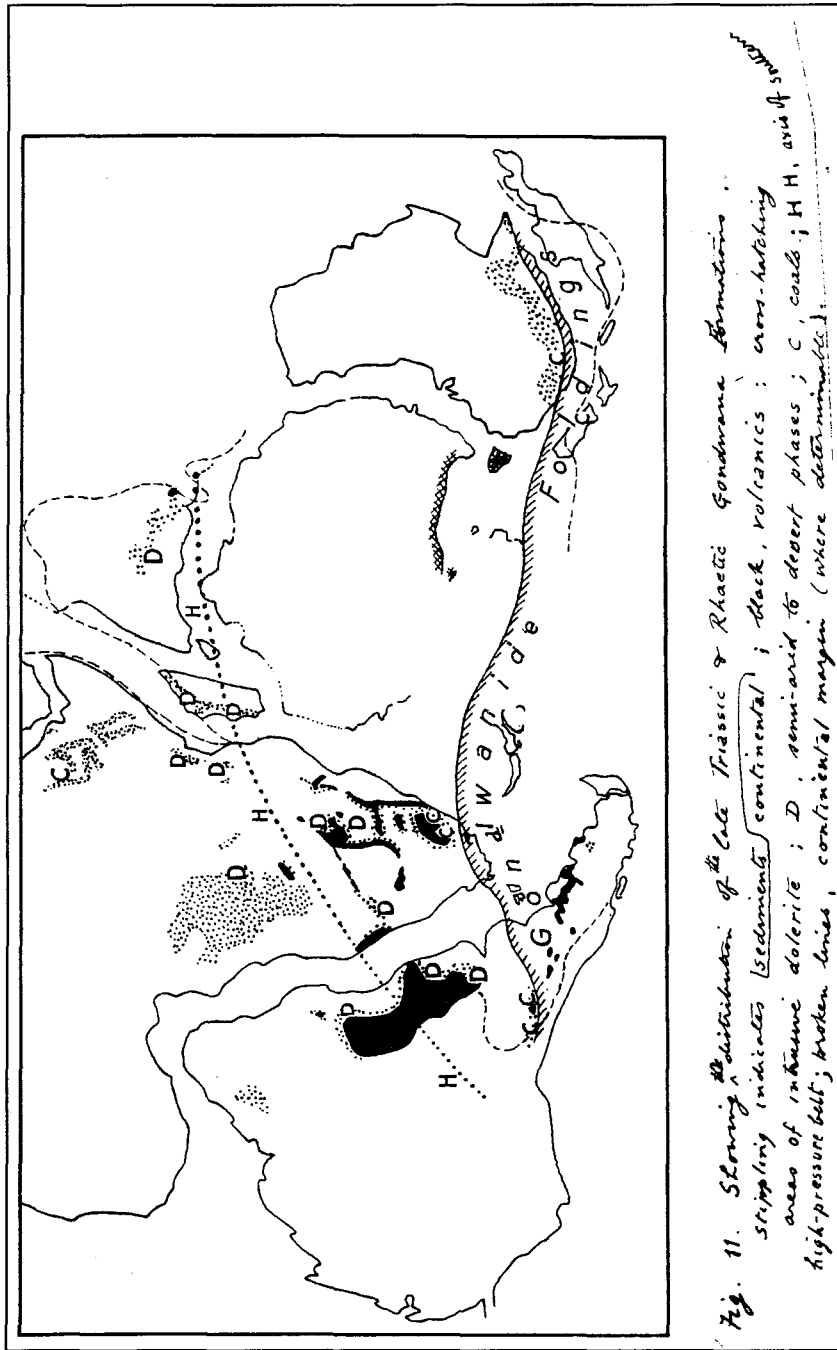 C
D
H
D
D
D
D
D
H
D
D
D
C
D
D
D
D
H
C
C
C
C
Gondwanide Foldings
Fig. 11. Showing the distribution of the late Triassic & Rhaetic Gondwana Formations.
stippling indicates sediments continental; black, volcanics; cross-hatching
areas of intrusive dolerite; D, semi-arid to desert phases; C, coals; HH, axis of
high-pressure belt; broken lines, continental margin (where determinable).